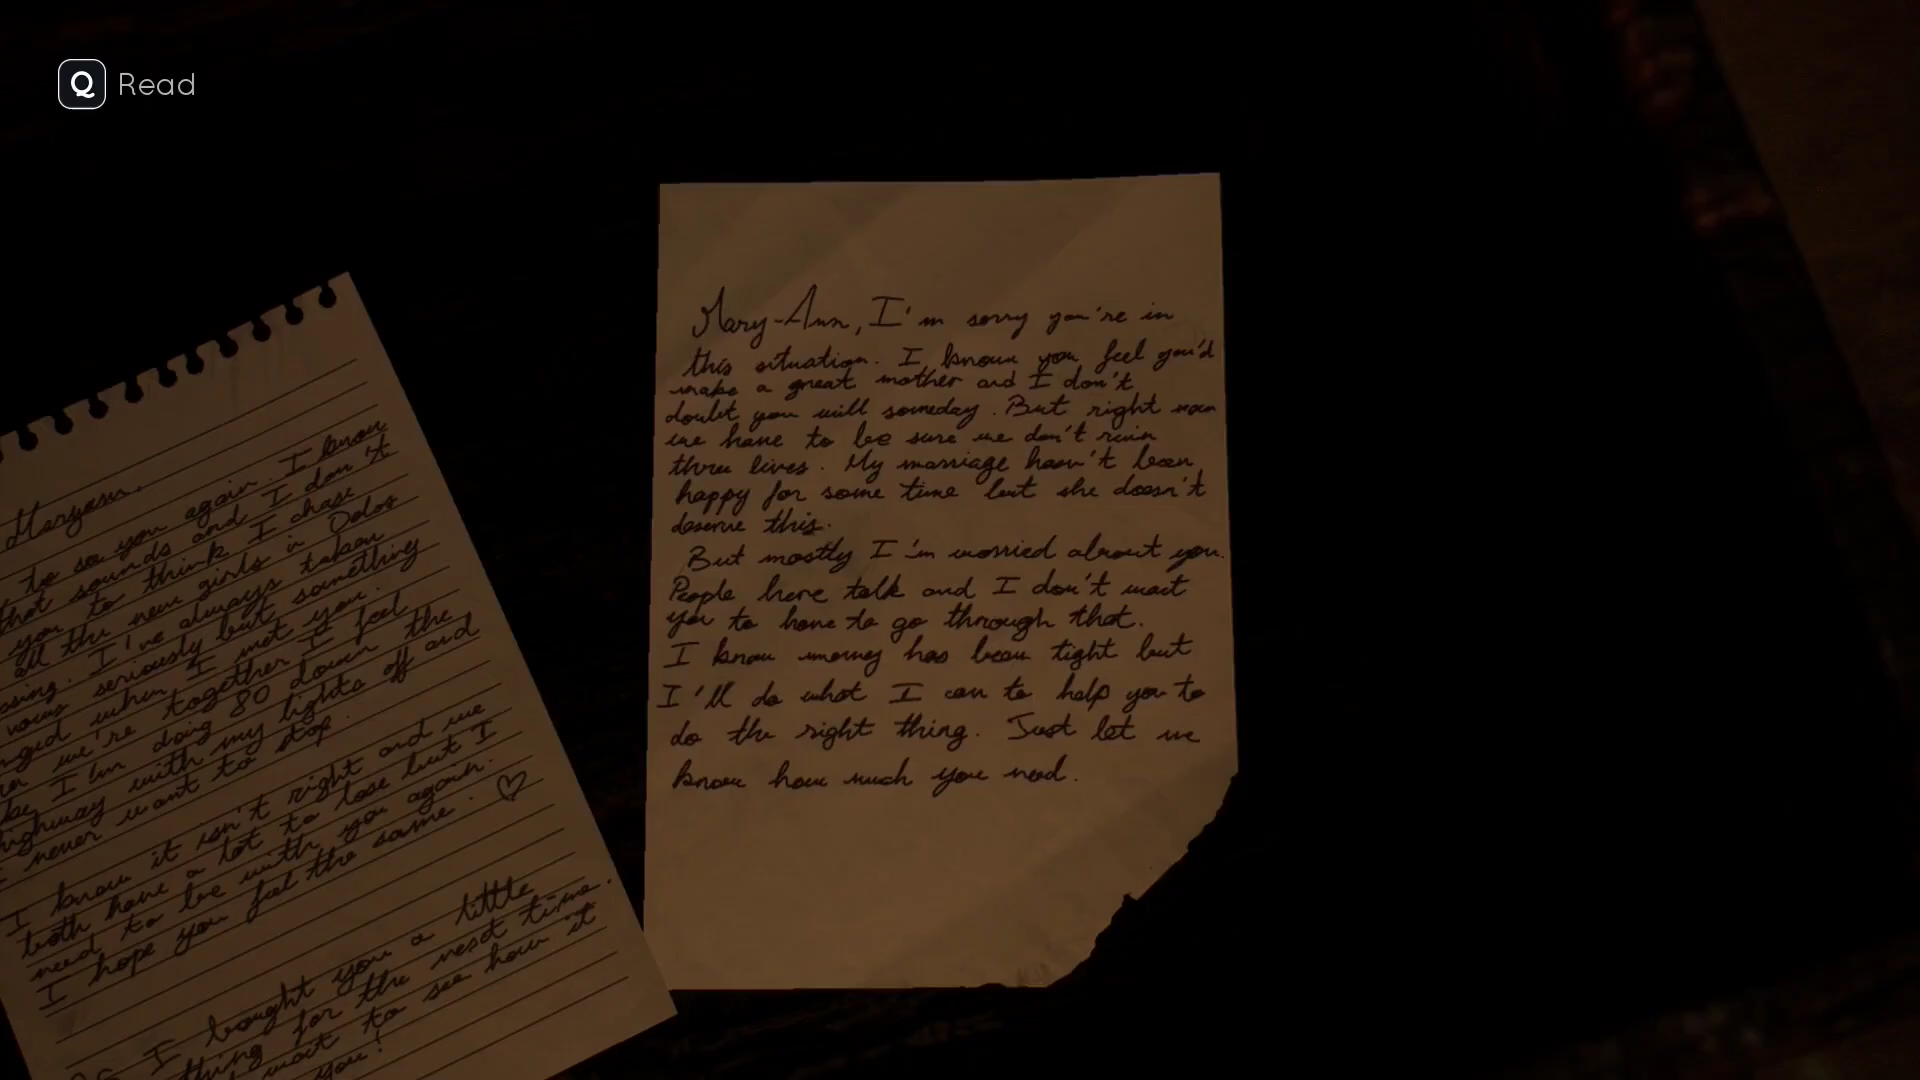 Q Read
Maryann,
to see you again. I know
that sounds and I don't
you to think I chase
all the new girls in Delos
I've always taken
vows seriously but something
when I met you.
we're together I feel
I'm doing 80 down the
highway with my lights off and
never want to stop.
I know it isn't right and we
both have a lot to lose but I
need to be with you again.
I hope you feel the same. ♡
I bought you a little
thing for the next time.
wait to see how it
you!
Mary-Ann, I'm sorry you're in
this situation. I know you feel you'd
make a great mother and I don't
doubt you will someday. But right now
we have to be sure we don't ruin
three lives. My marriage hasn't been
happy for some time but she doesn't
deserve this.
But mostly I'm worried about you.
People here talk and I don't want
you to have to go through that.
I know money has been tight but
I'll do what I can to help you to
do the right thing. Just let me
know how much you need.